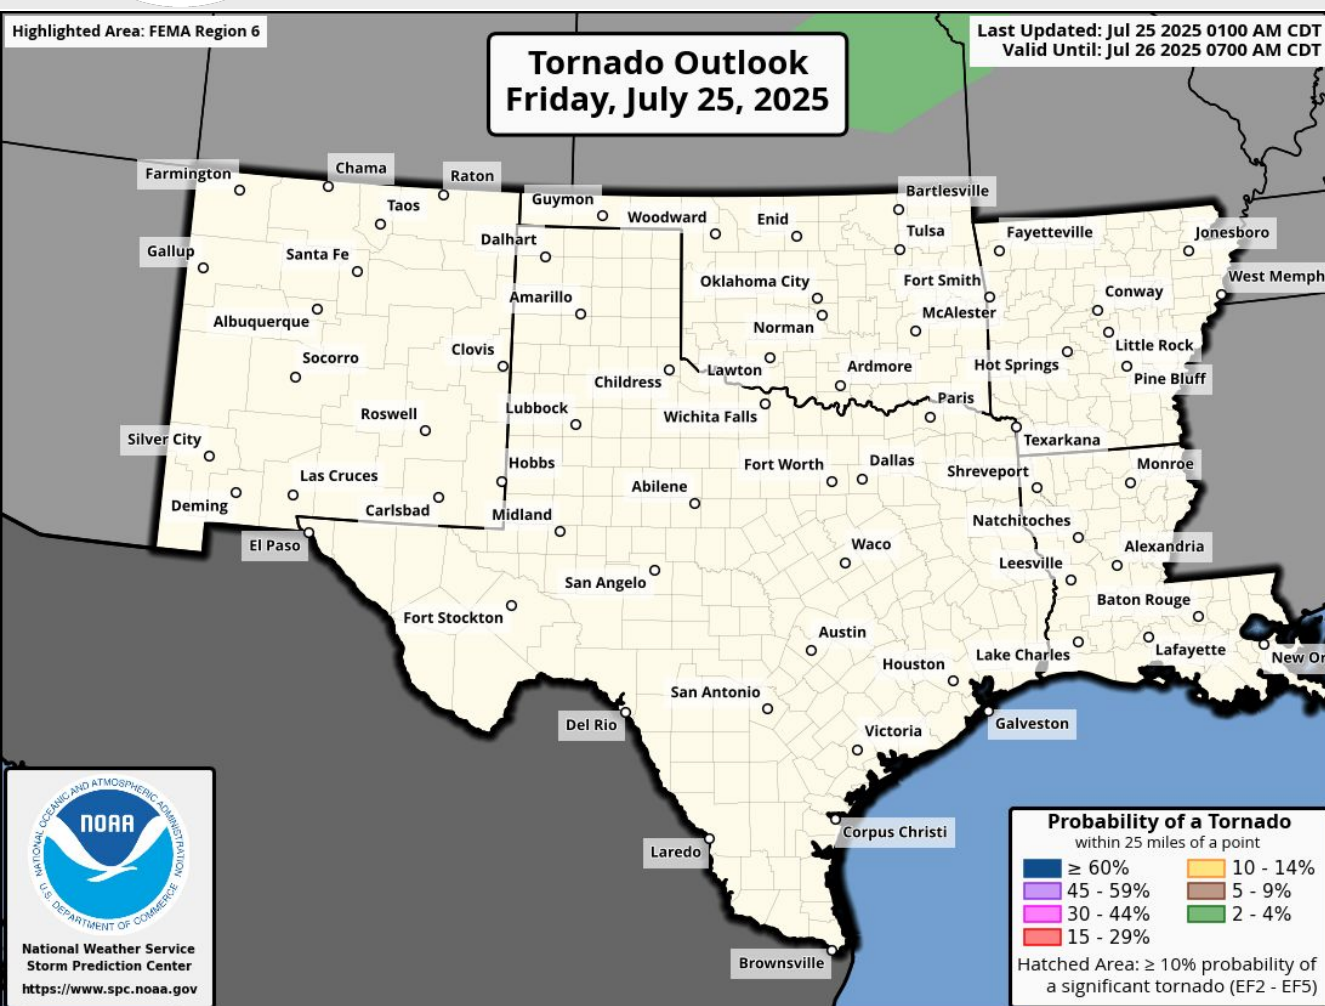 Highlighted Area: FEMA Region 6
Last Updated: Jul 25 2025 0100 AM CDT
Valid Until: Jul 26 2025 0700 AM CDT
Tornado Outlook
Friday, July 25, 2025
Farmington
Chama
Raton
Taos
Guymon
Woodward
Enid
Bartlesville
Tulsa
Fayetteville
Jonesboro
Gallup
Santa Fe
Dalhart
Oklahoma City
Fort Smith
Conway
West Memph
Amarillo
Albuquerque
Norman
McAlester
Little Rock
Socorro
Clovis
Childress
Lawton
Ardmore
Hot Springs
Pine Bluff
Roswell
Lubbock
Wichita Falls
Paris
Texarkana
Silver City
Las Cruces
Hobbs
Fort Worth
Dallas
Shreveport
Monroe
Deming
Carlsbad
Midland
Abilene
Natchitoches
El Paso
Waco
Alexandria
San Angelo
Leesville
Fort Stockton
Baton Rouge
Austin
Houston
Lake Charles
Lafayette
New Or
San Antonio
Del Rio
Victoria
Galveston
Corpus Christi
Laredo
Brownsville
NATIONAL OCEANIC AND ATMOSPHERIC ADMINISTRATION
NOAA
U.S. DEPARTMENT OF COMMERCE
National Weather Service
Storm Prediction Center
https://www.spc.noaa.gov
Probability of a Tornado
within 25 miles of a point
≥ 60%
45 - 59%
30 - 44%
15 - 29%
10 - 14%
5 - 9%
2 - 4%
Hatched Area: ≥ 10% probability of
a significant tornado (EF2 - EF5)